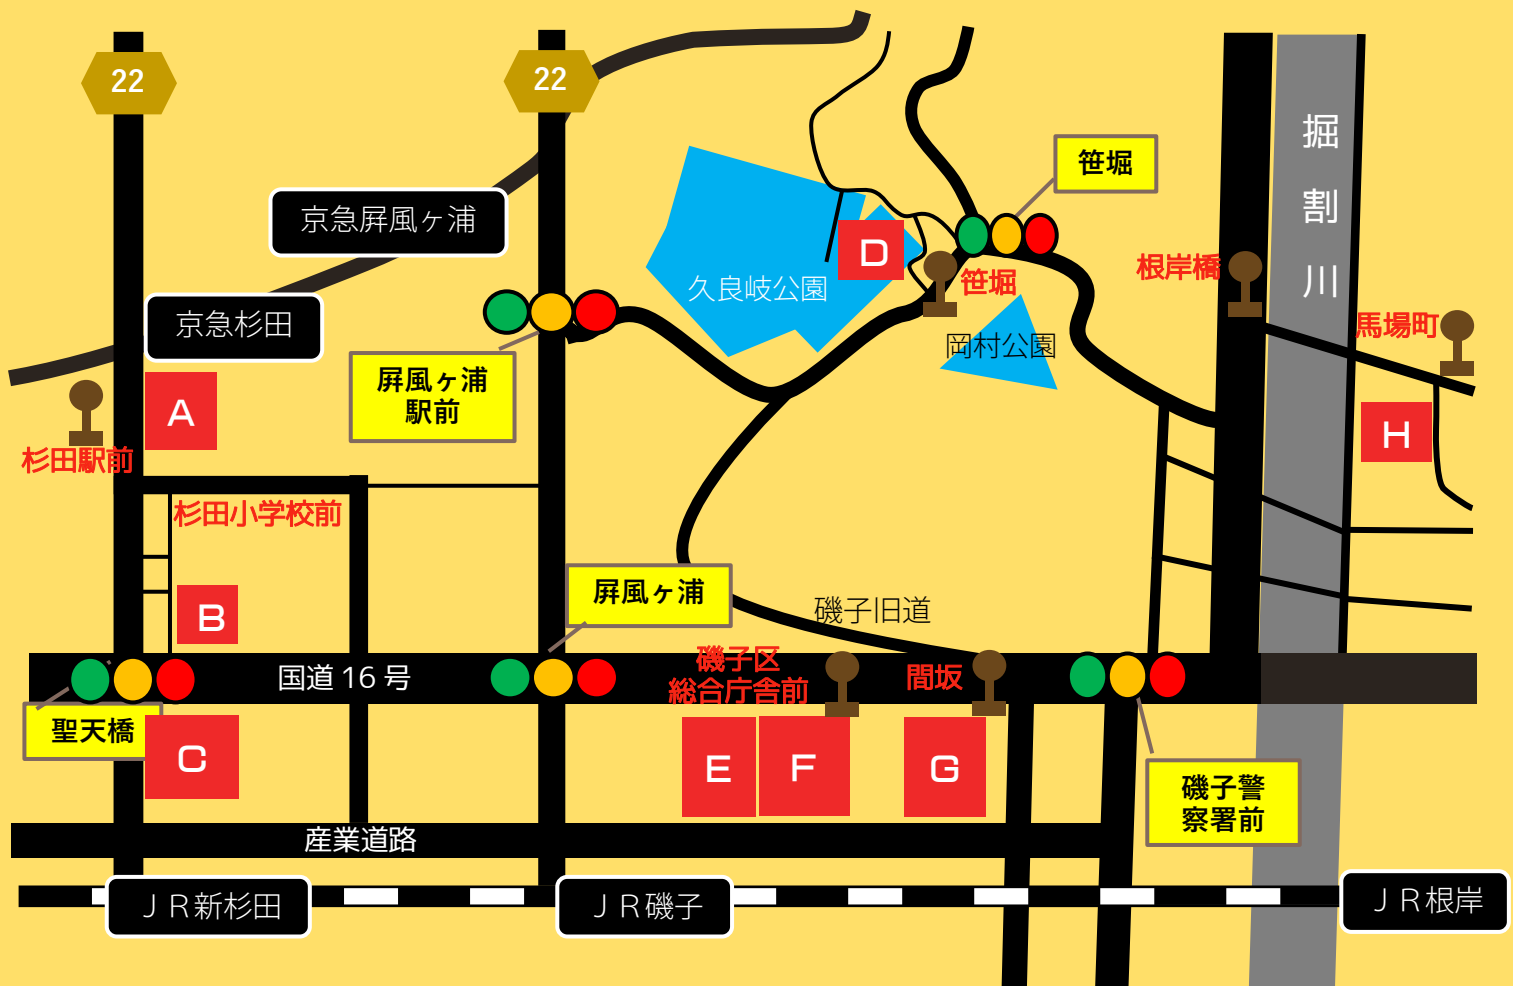 22
22
掘
割
川
笹堀
京急屛風ヶ浦
D
根岸橋
笹堀
久良岐公園
京急杉田
馬場町
岡村公園
屛風ヶ浦
駅前
A
H
杉田駅前
杉田小学校前
屛風ヶ浦
B
磯子旧道
国道 16 号
磯子区
総合庁舎前
間坂
聖天橋
C
E
F
G
磯子警
察署前
産業道路
ＪＲ新杉田
ＪＲ磯子
ＪＲ根岸